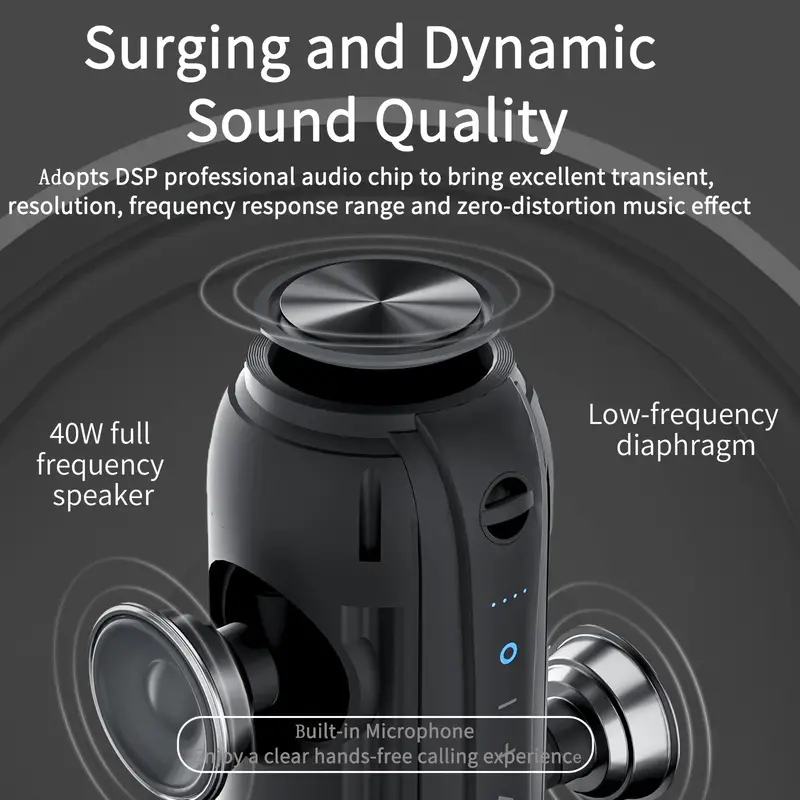 Surging and Dynamic
Sound Quality
Adopts DSP professional audio chip to bring excellent transient,
resolution, frequency response range and zero-distortion music effect
40W full
frequency
speaker
Low-frequency
diaphragm
Built-in Microphone
Enjoy a clear hands-free calling experience